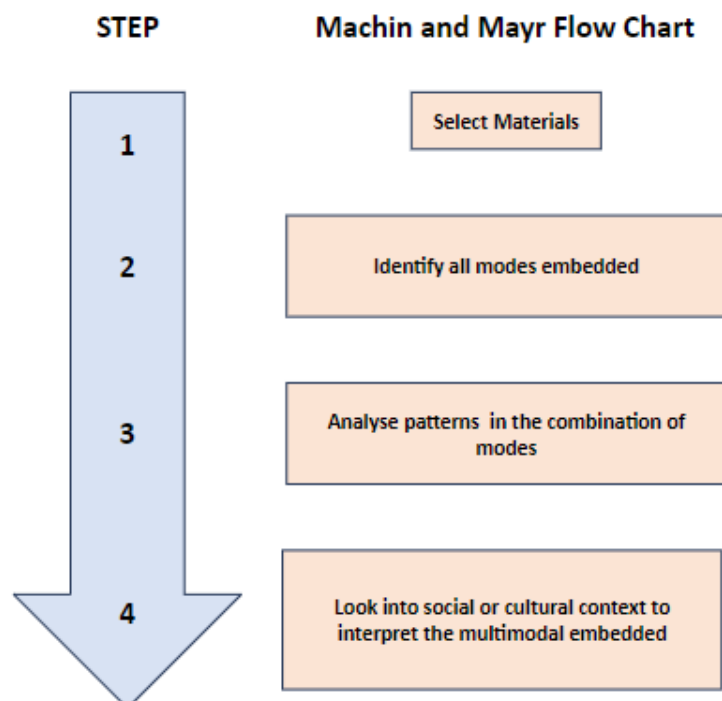 STEP
Machin and Mayr Flow Chart
1
Select Materials
2
Identify all modes embedded
3
Analyse patterns in the combination of
modes
4
Look into social or cultural context to
interpret the multimodal embedded